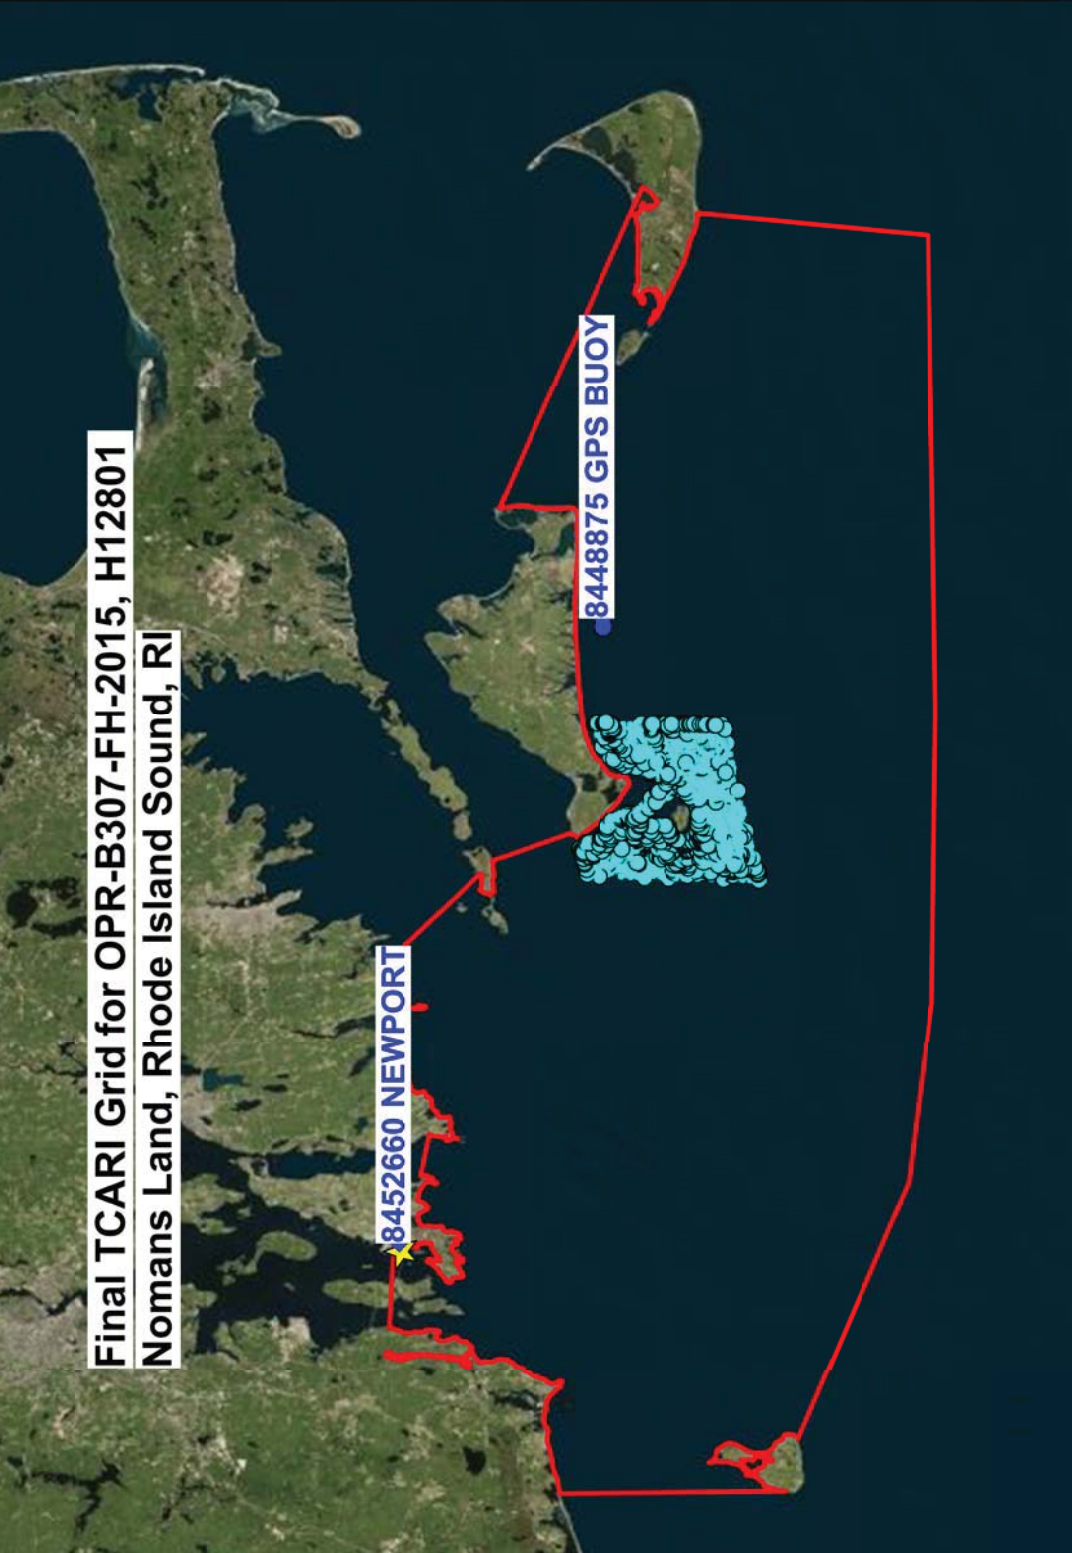 Final TCARI Grid for OPR-B307-FH-2015, H12801
Nomans Land, Rhode Island Sound, RI
8452660 NEWPORT
8448875 GPS BUOY